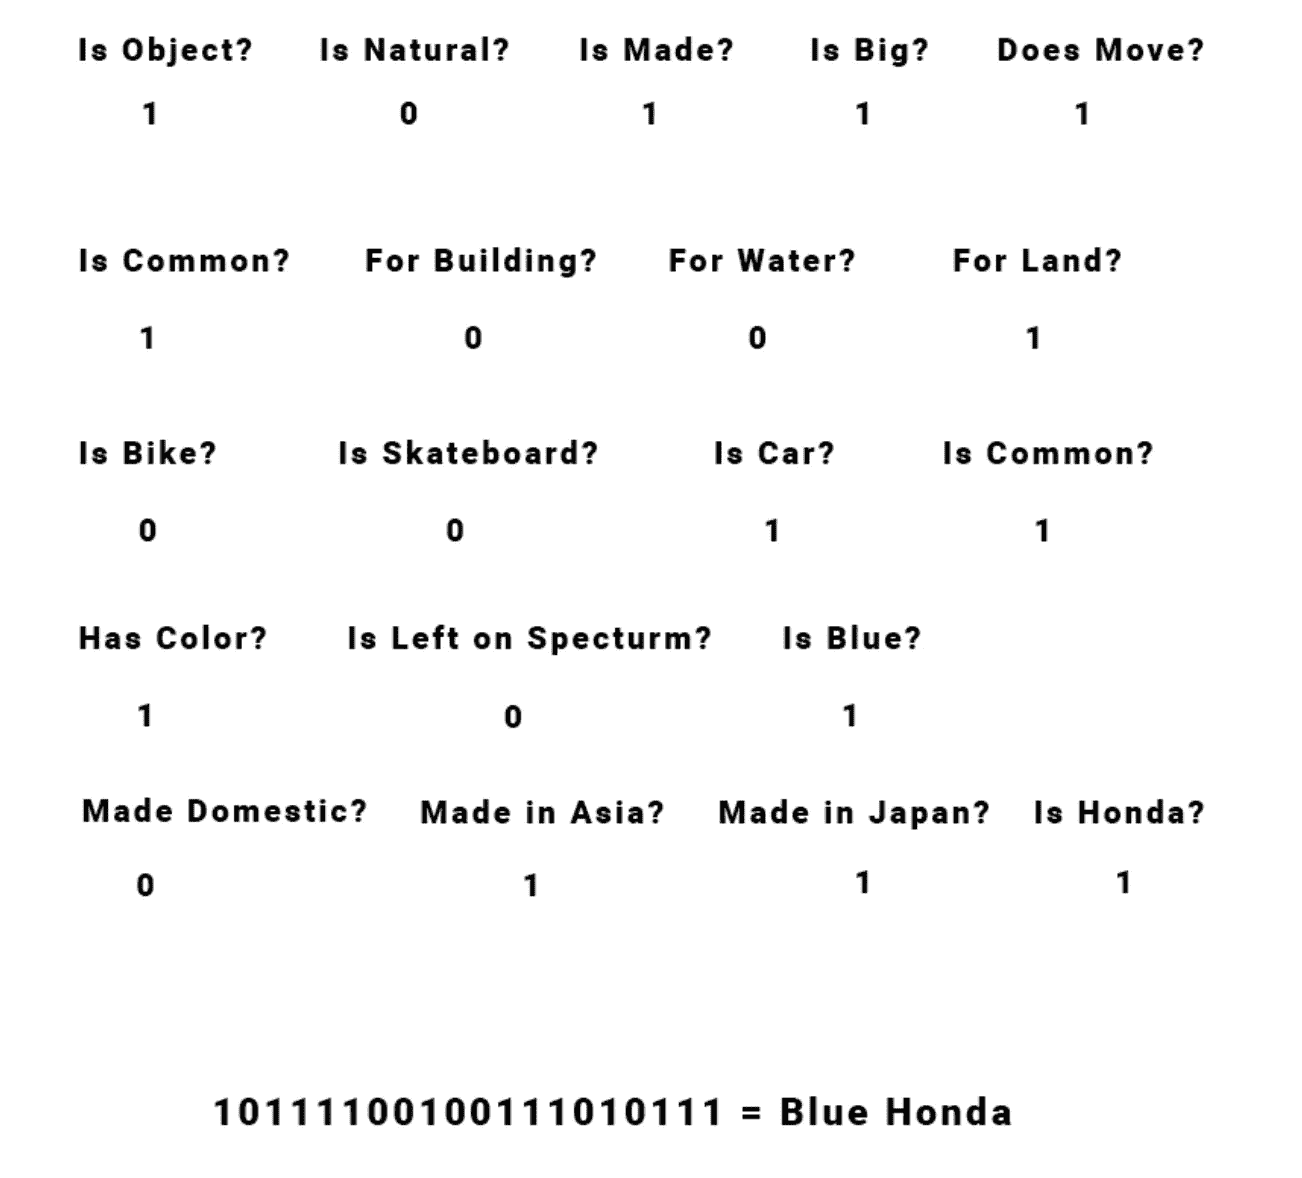 Is Object? Is Natural? Is Made? Is Big? Does Move?
1 0 1 1 1
Is Common? For Building? For Water? For Land?
1 0 0 1
Is Bike? Is Skateboard? Is Car? Is Common?
0 0 1 1
Has Color? Is Left on Specturm? Is Blue?
1 0 1
Made Domestic? Made in Asia? Made in Japan? Is Honda?
0 1 1 1
10111100100111010111 = Blue Honda